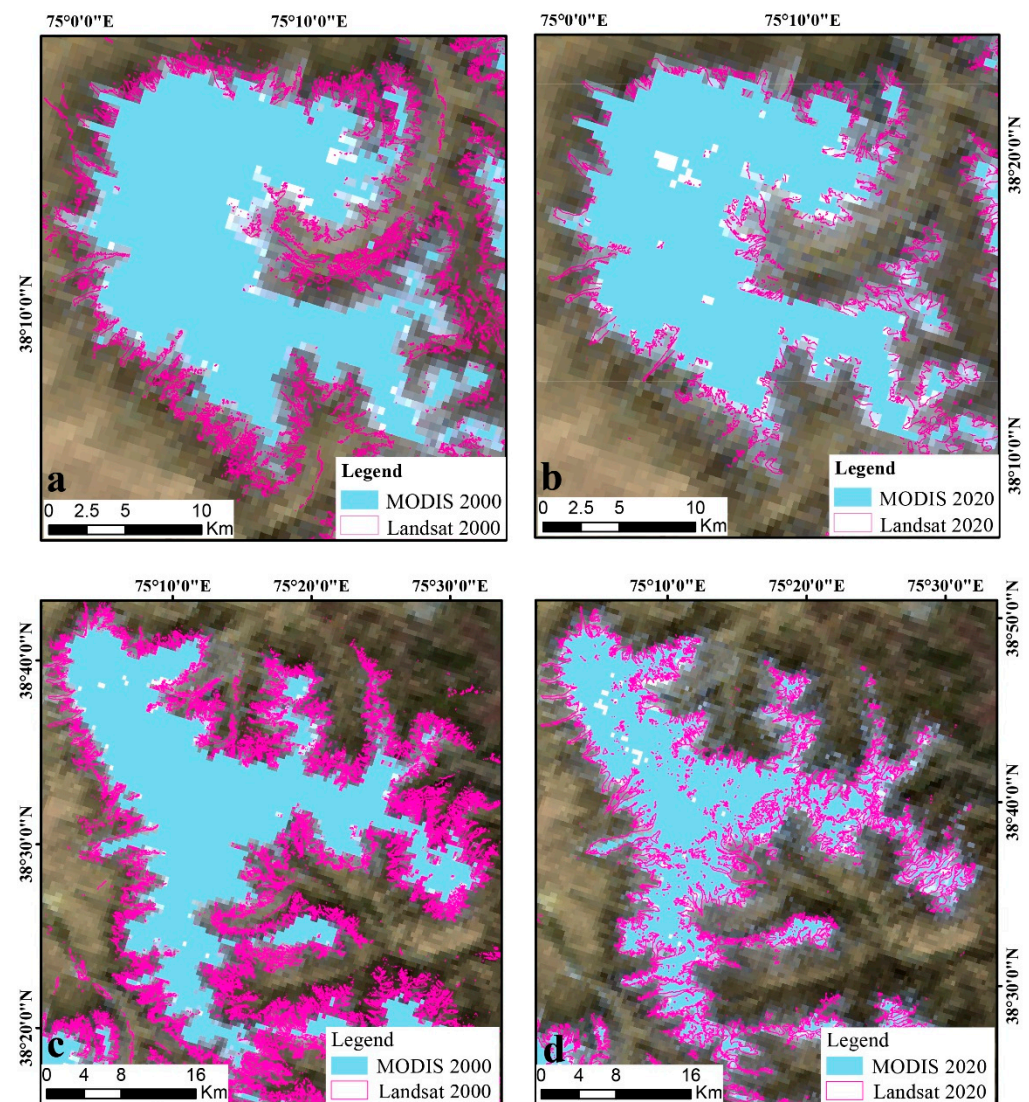 75°0'0"E 75°10'0"E 75°0'0"E 75°10'0"E
38°20'0"N
38°10'0"N
38°10'0"N
a
0 2.5 5 10
Km
Legend
MODIS 2000
Landsat 2000
b
0 2.5 5 10
Km
Legend
MODIS 2020
Landsat 2020
75°10'0"E 75°20'0"E 75°30'0"E 75°10'0"E 75°20'0"E 75°30'0"E
38°40'0"N
38°30'0"N
38°20'0"N
38°50'0"N
38°40'0"N
38°30'0"N
c
0 4 8 16
Km
Legend
MODIS 2000
Landsat 2000
d
0 4 8 16
Km
Legend
MODIS 2020
Landsat 2020